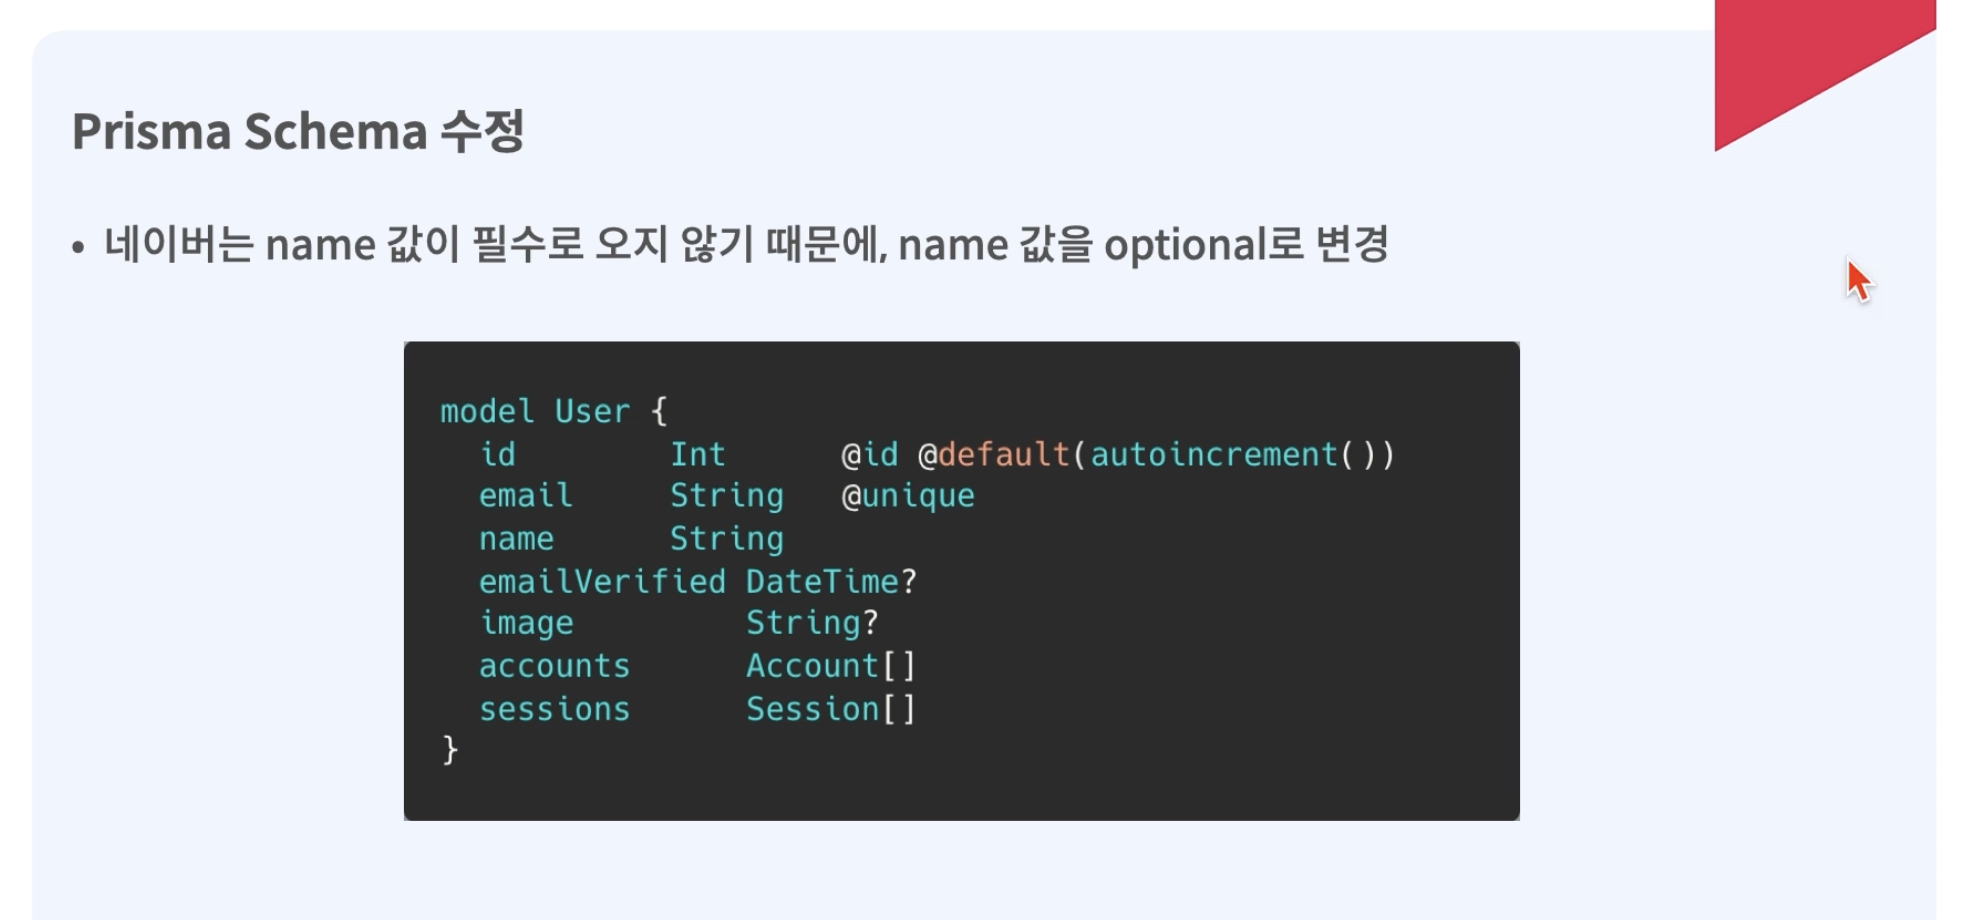 Prisma Schema 수정
• 네이버는 name 값이 필수로 오지 않기 때문에, name 값을 optional로 변경
model User {
  id        Int      @id @default(autoincrement())
  email     String   @unique
  name      String
  emailVerified DateTime?
  image         String?
  accounts      Account[]
  sessions      Session[]
}